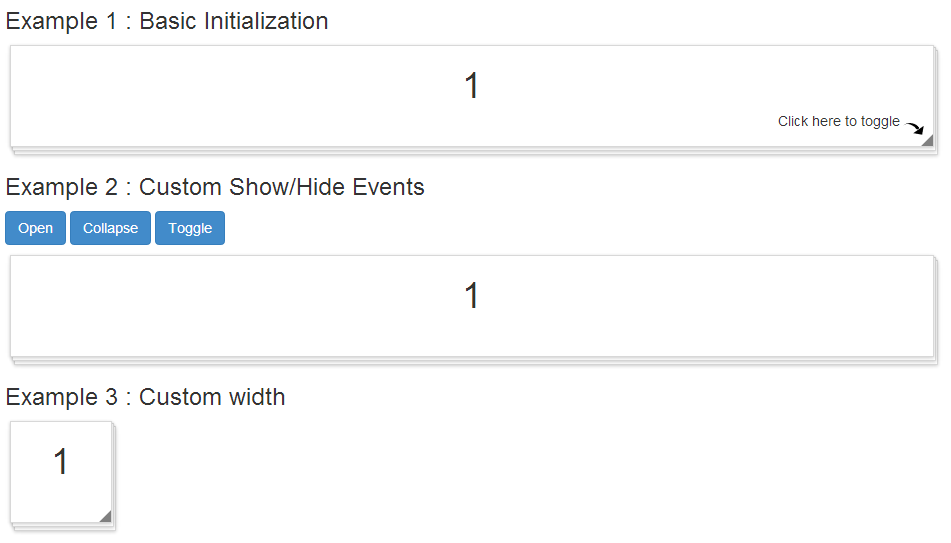 Example 1 : Basic Initialization
1
Click here to toggle
Example 2 : Custom Show/Hide Events
Open Collapse Toggle
1
Example 3 : Custom width
1